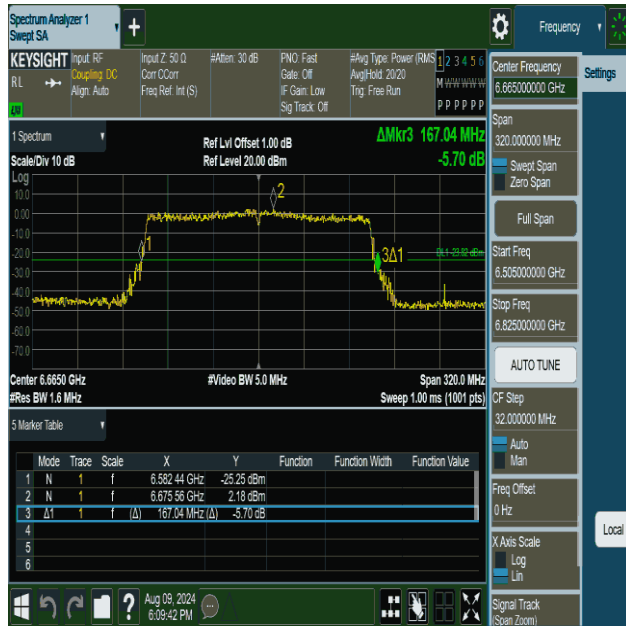 Spectrum Analyzer 1
Swept SA
+
Frequency
Settings
KEYSIGHT
RL
Input: RF
Coupling: DC
Align: Auto
Input Z: 50 Ω
Corr CCorr
Freq Ref: Int (S)
#Atten: 30 dB
PNO: Fast
Gate: Off
IF Gain: Low
Sig Track: Off
#Avg Type: Power (RMS
Avg|Hold: 20/20
Trig: Free Run
1 2 3 4 5 6
M W W W W W
P P P P P P
1 Spectrum
Scale/Div 10 dB
Ref Lvl Offset 1.00 dB
Ref Level 20.00 dBm
ΔMkr3 167.04 MHz
-5.70 dB
Log
10.0
0.00
-10.0
-20.0
-30.0
-40.0
-50.0
-60.0
-70.0
1
2
3Δ1
DL1 -23.82 dBm
Center 6.6650 GHz
#Res BW 1.6 MHz
#Video BW 5.0 MHz
Span 320.0 MHz
Sweep 1.00 ms (1001 pts)
5 Marker Table
Mode Trace Scale X Y Function Function Width Function Value
1 N 1 f 6.582 44 GHz -25.25 dBm
2 N 1 f 6.675 56 GHz 2.18 dBm
3 Δ1 1 f (Δ) 167.04 MHz (Δ) -5.70 dB
4
5
6
Aug 09, 2024
6:09:42 PM
Center Frequency
6.665000000 GHz
Span
320.000000 MHz
Swept Span
Zero Span
Full Span
Start Freq
6.505000000 GHz
Stop Freq
6.825000000 GHz
AUTO TUNE
CF Step
32.000000 MHz
Auto
Man
Freq Offset
0 Hz
X Axis Scale
Log
Lin
Signal Track
(Span Zoom)
Local